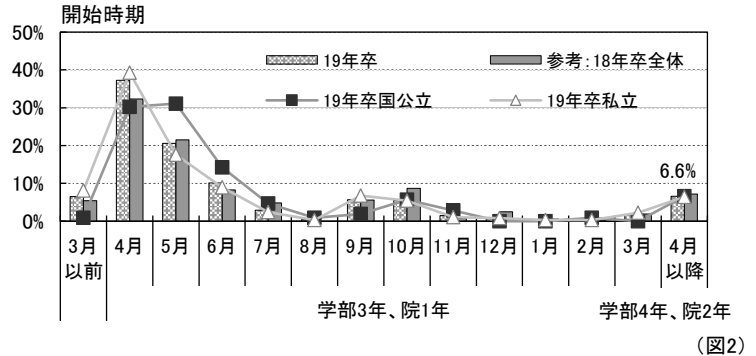 開始時期
50%
40%
30%
20%
10%
0%
19年卒
参考:18年卒全体
19年卒国公立
19年卒私立
6.6%
3月 4月 5月 6月 7月 8月 9月 10月 11月 12月 1月 2月 3月 4月
以前 以降
学部3年、院1年 学部4年、院2年
(図2)